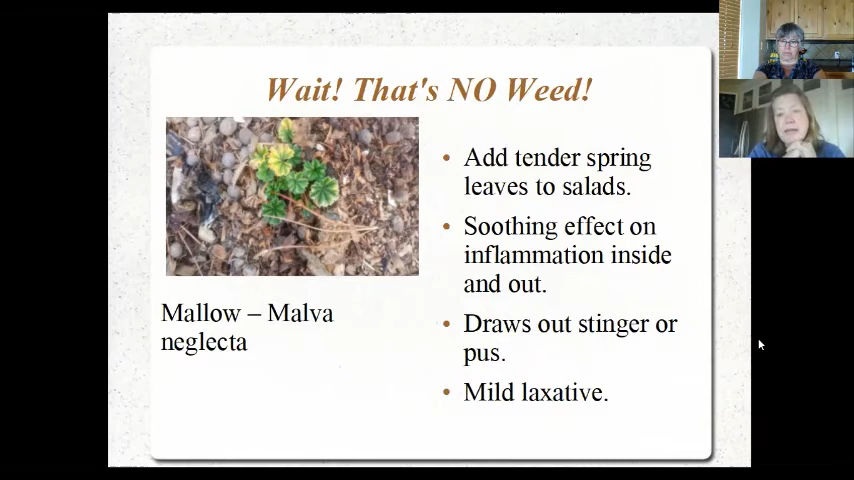 Wait! That's NO Weed!
Mallow – Malva
neglecta
• Add tender spring
leaves to salads.
• Soothing effect on
inflammation inside
and out.
• Draws out stinger or
pus.
• Mild laxative.